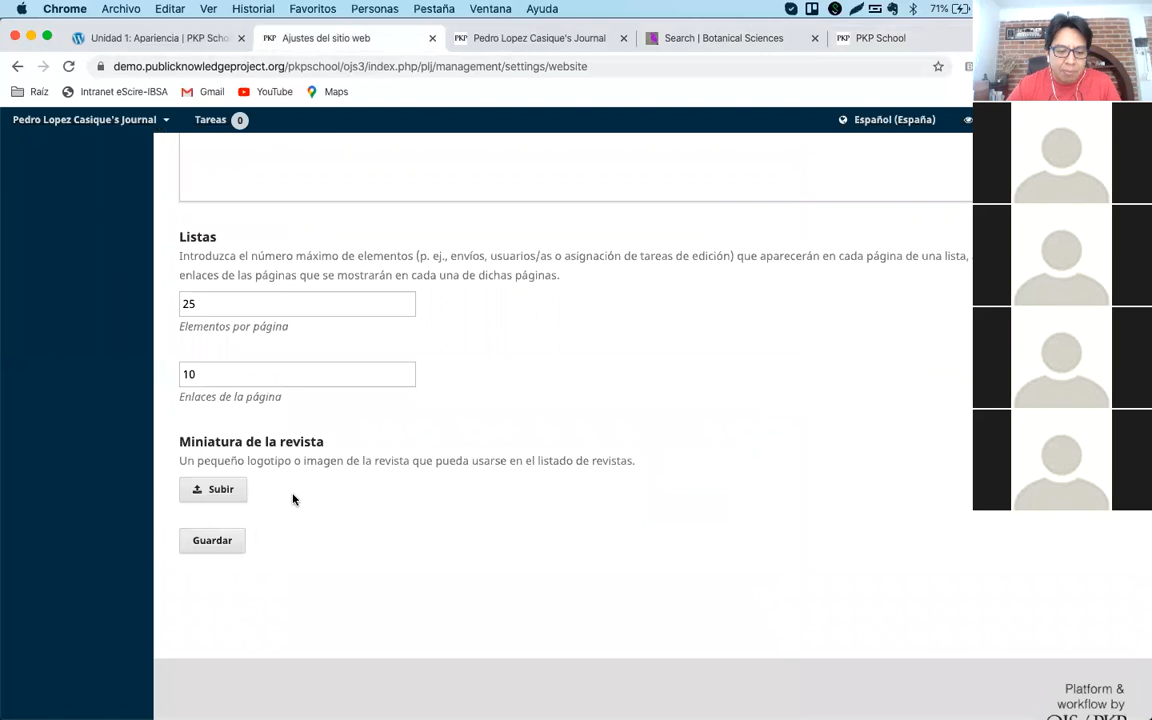 Chrome Archivo Editar Ver Historial Favoritos Personas Pestaña Ventana Ayuda 71%
Unidad 1: Apariencia | PKP Scho
PKP Ajustes del sitio web
PKP Pedro Lopez Casique's Journal
Search | Botanical Sciences
PKP PKP School
demo.publicknowledgeproject.org/pkpschool/ojs3/index.php/plj/management/settings/website
Raíz Intranet eScire-IBSA Gmail YouTube Maps
Pedro Lopez Casique's Journal Tareas 0 Español (España)
Listas
Introduzca el número máximo de elementos (p. ej., envíos, usuarios/as o asignación de tareas de edición) que aparecerán en cada página de una lista,
enlaces de las páginas que se mostrarán en cada una de dichas páginas.
25
Elementos por página
10
Enlaces de la página
Miniatura de la revista
Un pequeño logotipo o imagen de la revista que pueda usarse en el listado de revistas.
Subir
Guardar
Platform &
workflow by
OJS / PKP